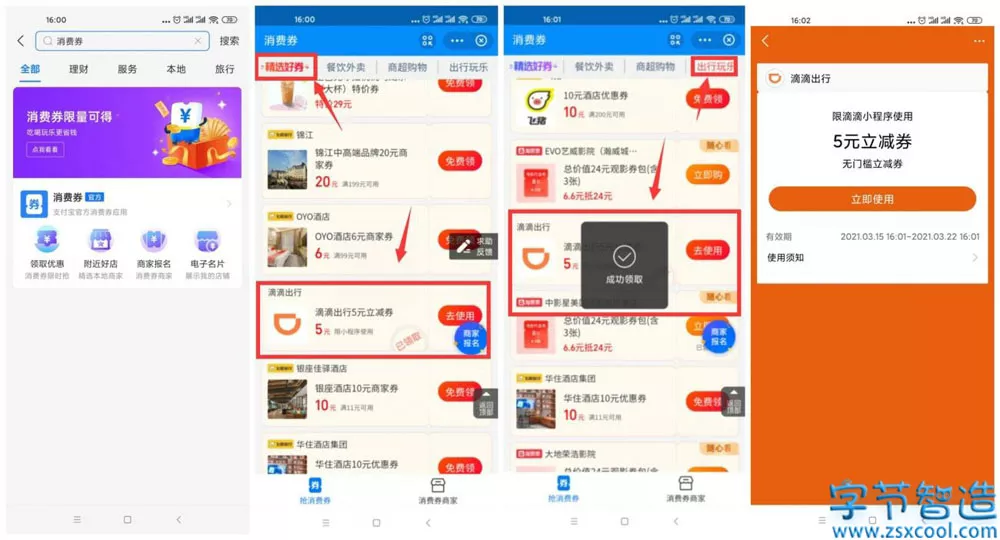 16:00
消费券
搜索
全部
理财
服务
本地
旅行
消费券限量可得
吃喝玩乐更省钱
点我看看
券
消费券 官方
支付宝官方消费券应用
领取优惠
消费券限时抢
附近好店
精选本地商家
商家报名
消费券商家
电子名片
展示我的店铺
16:00
消费券
精选好券
餐饮外卖
商超购物
出行玩乐
大杯）特价券
特价29元
免费领
锦江
锦江中高端品牌20元商家券
20元 满199元可用
免费领
OYO酒店
OYO酒店6元商家券
6元 满99元可用
求助反馈
滴滴出行
滴滴出行5元立减券
5元 限小程序使用
已领取
去使用
商家报名
银座佳驿酒店
银座酒店10元商家券
10元 满11元可用
免费领
返回顶部
华住酒店集团
华住酒店10元优惠券
10元
免费领
券
抢消费券
消费券商家
16:01
消费券
精选好券
餐饮外卖
商超购物
出行玩乐
飞猪
10元酒店优惠券
10元 满200元可用
免费领
随心看
EVO艺威影院（瀚威城…
总价值24元观影券包(含3张)
6.6元抵24元
立即购
滴滴出行
5
成功领取
去使用
随心看
中影星美
总价值24元观影券包(含3张)
6.6元抵24元
商家报名
华住酒店集团
华住酒店10元优惠券
10元 满11元可用
免费领
返回顶部
随心看
大地荣浩影院
总价值24元观影券包(含
券
抢消费券
消费券商家
16:02
滴滴出行
限滴滴小程序使用
5元立减券
无门槛立减券
立即使用
有效期
2021.03.15 16:01~2021.03.22 16:01
使用须知
字节智造
www.zsxcool.com